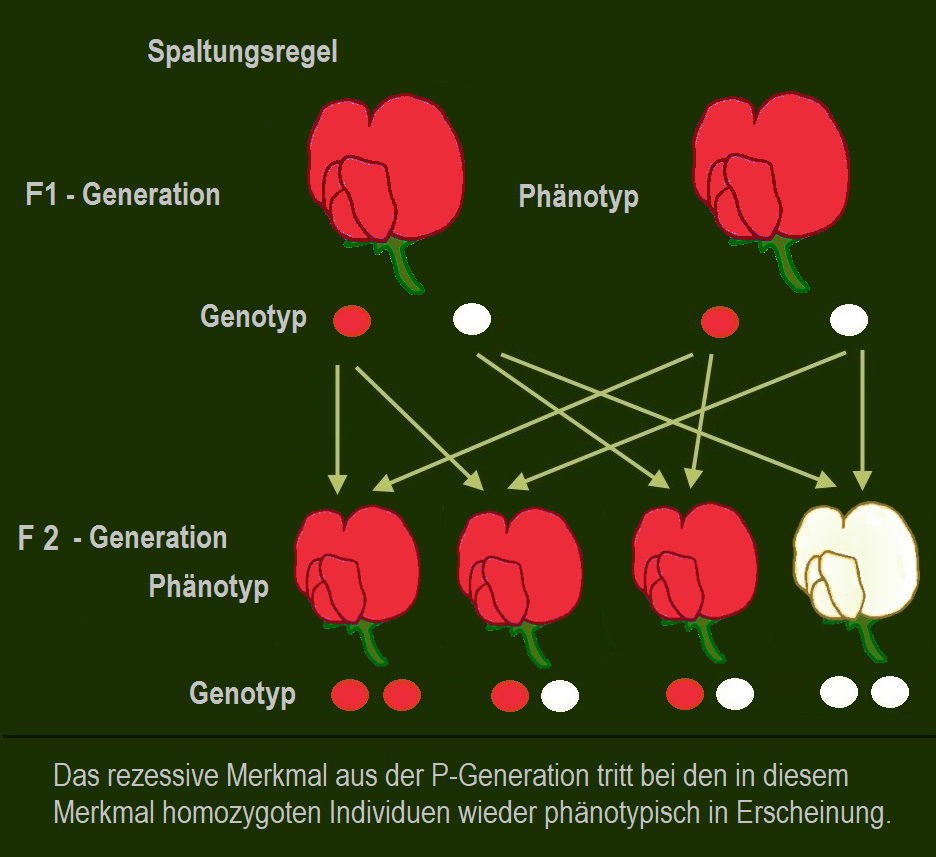 Spaltungsregel
F1 - Generation
Phänotyp
Genotyp
F 2 - Generation
Phänotyp
Genotyp
Das rezessive Merkmal aus der P-Generation tritt bei den in diesem
Merkmal homozygoten Individuen wieder phänotypisch in Erscheinung.